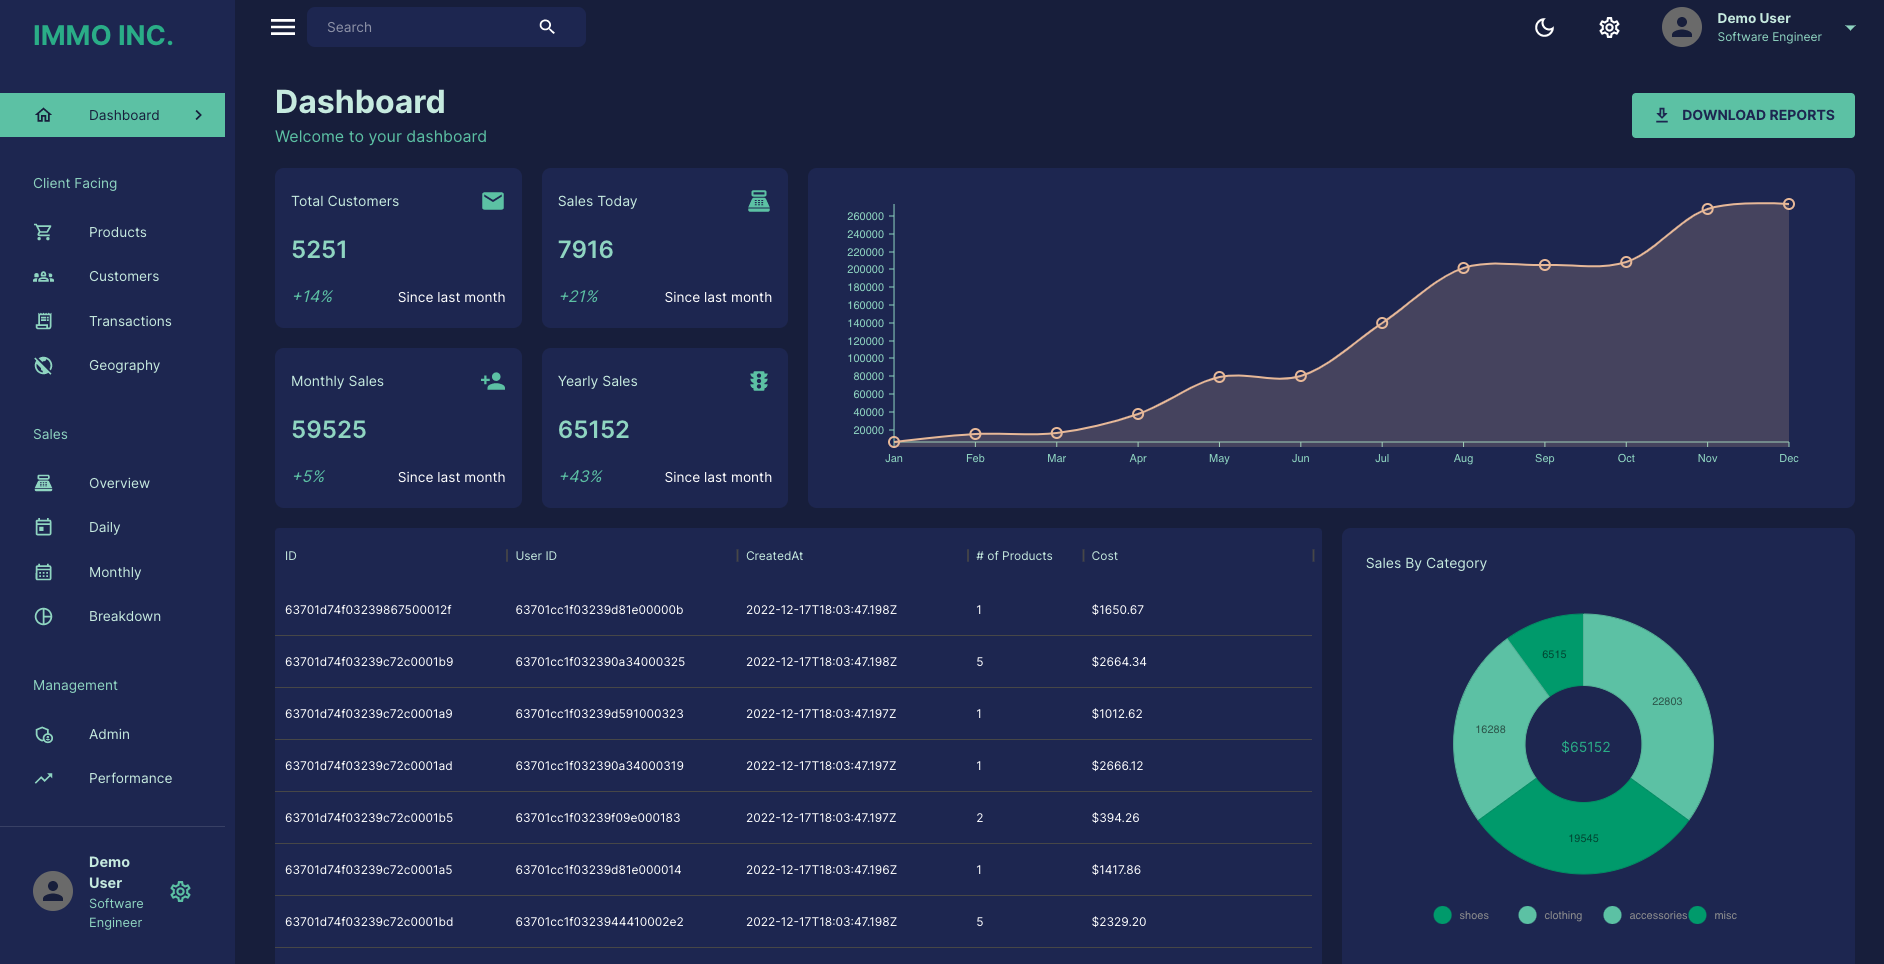 IMMO INC.
Dashboard
Client Facing
Products
Customers
Transactions
Geography
Sales
Overview
Daily
Monthly
Breakdown
Management
Admin
Performance
Demo
User
Software
Engineer
Search
Demo User
Software Engineer
Dashboard
Welcome to your dashboard
DOWNLOAD REPORTS
Total Customers
5251
+14% Since last month
Sales Today
7916
+21% Since last month
Monthly Sales
59525
+5% Since last month
Yearly Sales
65152
+43% Since last month
260000
240000
220000
200000
180000
160000
140000
120000
100000
80000
60000
40000
20000
Jan Feb Mar Apr May Jun Jul Aug Sep Oct Nov Dec
ID User ID CreatedAt # of Products Cost
63701d74f03239867500012f 63701cc1f03239d81e00000b 2022-12-17T18:03:47.198Z 1 $1650.67
63701d74f03239c72c0001b9 63701cc1f032390a34000325 2022-12-17T18:03:47.198Z 5 $2664.34
63701d74f03239c72c0001a9 63701cc1f03239d591000323 2022-12-17T18:03:47.197Z 1 $1012.62
63701d74f03239c72c0001ad 63701cc1f032390a34000319 2022-12-17T18:03:47.197Z 1 $2666.12
63701d74f03239c72c0001b5 63701cc1f03239f09e000183 2022-12-17T18:03:47.197Z 2 $394.26
63701d74f03239c72c0001a5 63701cc1f03239d81e000014 2022-12-17T18:03:47.196Z 1 $1417.86
63701d74f03239c72c0001bd 63701cc1f0323944410002e2 2022-12-17T18:03:47.198Z 5 $2329.20
Sales By Category
6515
22803
16288
$65152
19545
shoes clothing accessories misc